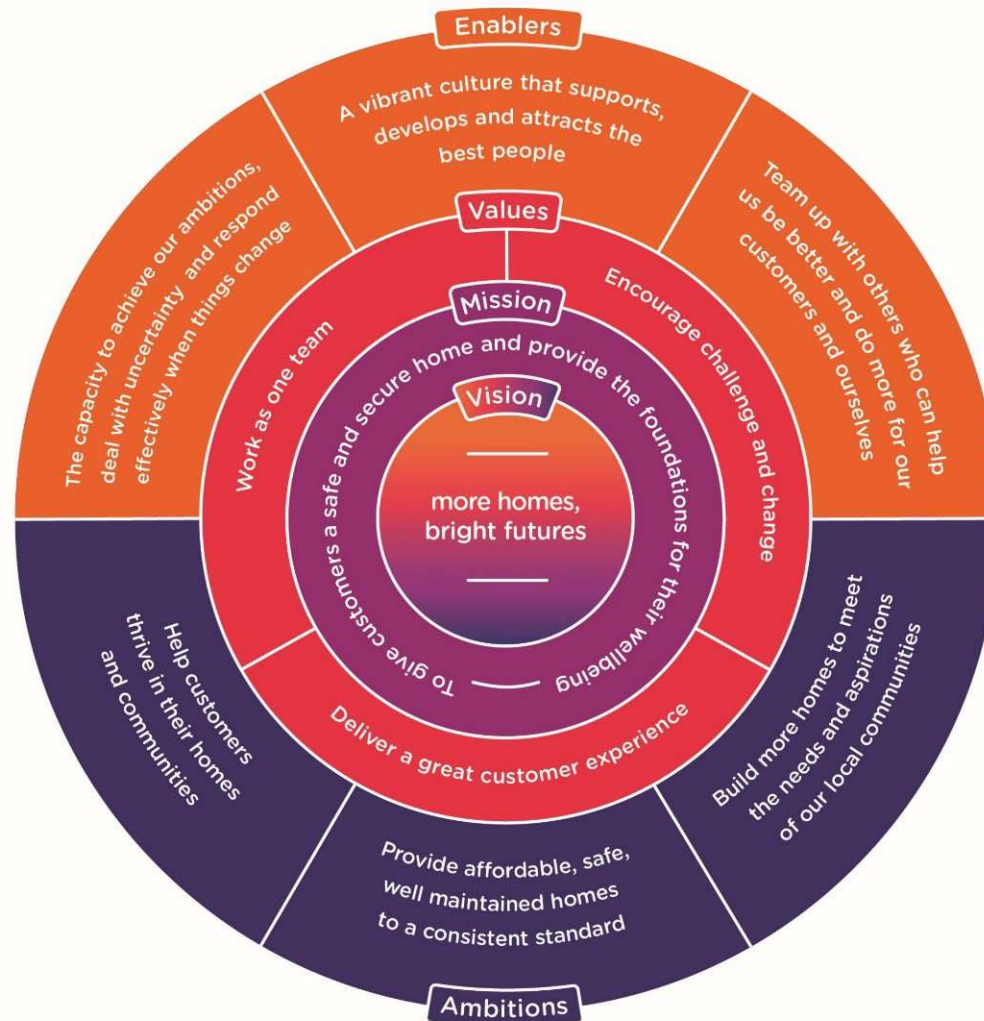 Enablers
A vibrant culture that supports,
develops and attracts the
best people
The capacity to achieve our ambitions,
deal with uncertainty and respond
effectively when things change
Team up with others who can help
us be better and do more for our
customers and ourselves
Values
Work as one team
Encourage challenge and change
Deliver a great customer experience
Mission
To give customers a safe and secure home and provide the foundations for their wellbeing
Vision
more homes,
bright futures
Help customers
thrive in their homes
and communities
Provide affordable, safe,
well maintained homes
to a consistent standard
Build more homes to meet
the needs and aspirations
of our local communities
Ambitions